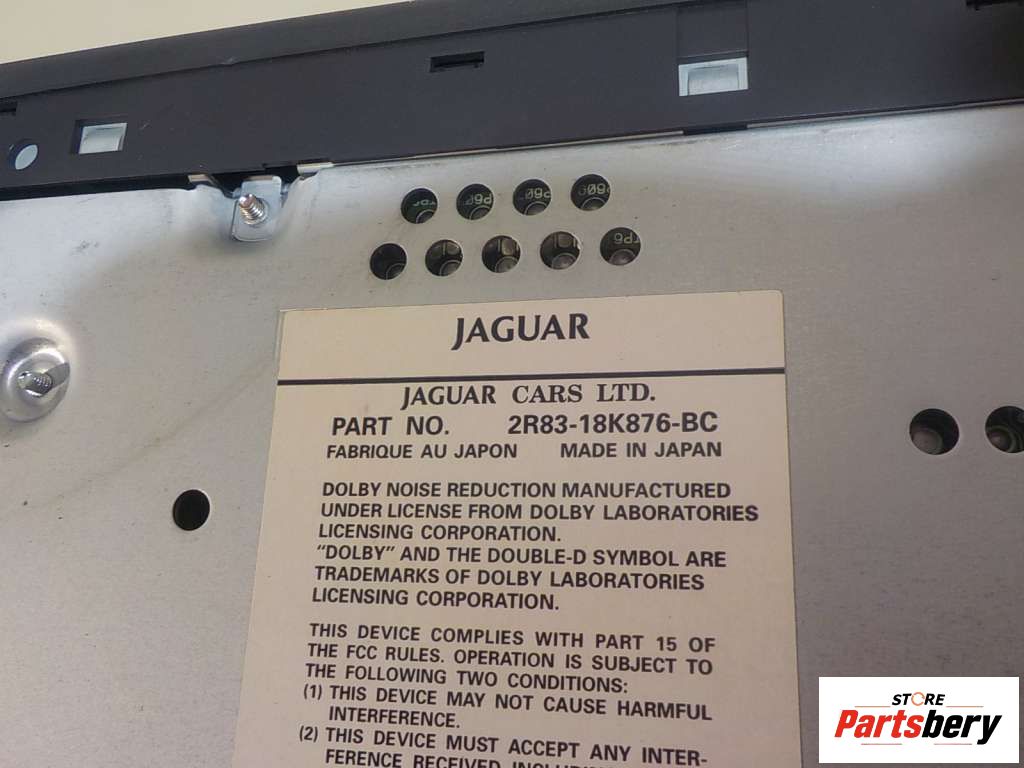 JAGUAR
JAGUAR CARS LTD.
PART NO. 2R83-18K876-BC
FABRIQUE AU JAPON MADE IN JAPAN
DOLBY NOISE REDUCTION MANUFACTURED
UNDER LICENSE FROM DOLBY LABORATORIES
LICENSING CORPORATION.
"DOLBY" AND THE DOUBLE-D SYMBOL ARE
TRADEMARKS OF DOLBY LABORATORIES
LICENSING CORPORATION.
THIS DEVICE COMPLIES WITH PART 15 OF
THE FCC RULES. OPERATION IS SUBJECT TO
THE FOLLOWING TWO CONDITIONS:
(1) THIS DEVICE MAY NOT CAUSE HARMFUL
INTERFERENCE.
(2) THIS DEVICE MUST ACCEPT ANY INTER-
FERENCE RECEIVED
STORE
Partsbery